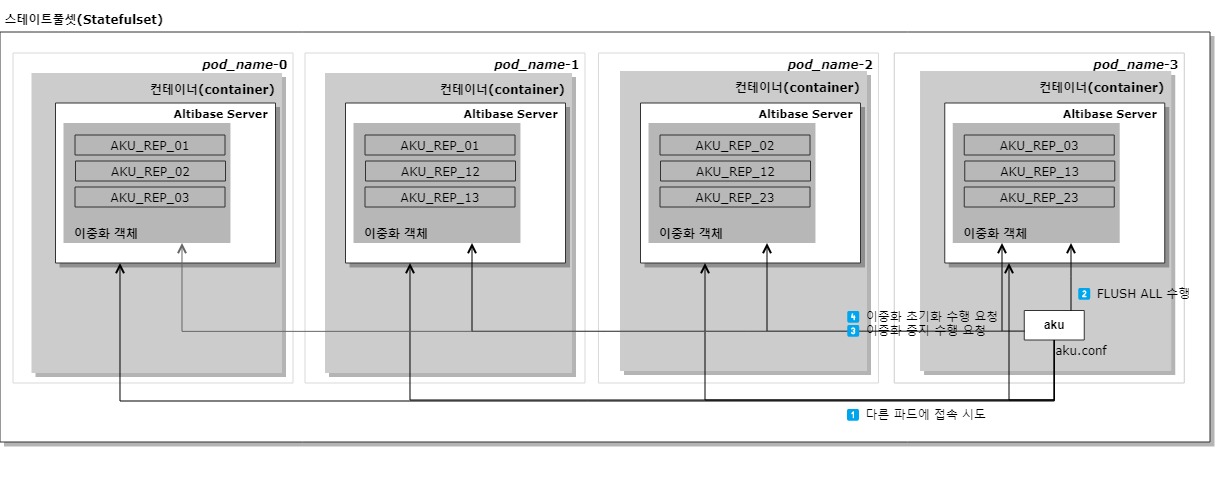 스테이트풀셋(Statefulset)
pod_name-0
컨테이너(container)
Altibase Server
AKU_REP_01
AKU_REP_02
AKU_REP_03
이중화 객체
pod_name-1
컨테이너(container)
Altibase Server
AKU_REP_01
AKU_REP_12
AKU_REP_13
이중화 객체
pod_name-2
컨테이너(container)
Altibase Server
AKU_REP_02
AKU_REP_12
AKU_REP_23
이중화 객체
pod_name-3
컨테이너(container)
Altibase Server
AKU_REP_03
AKU_REP_13
AKU_REP_23
이중화 객체
2 FLUSH ALL 수행
4 이중화 초기화 수행 요청
3 이중화 중지 수행 요청
aku
aku.conf
1 다른 파드에 접속 시도